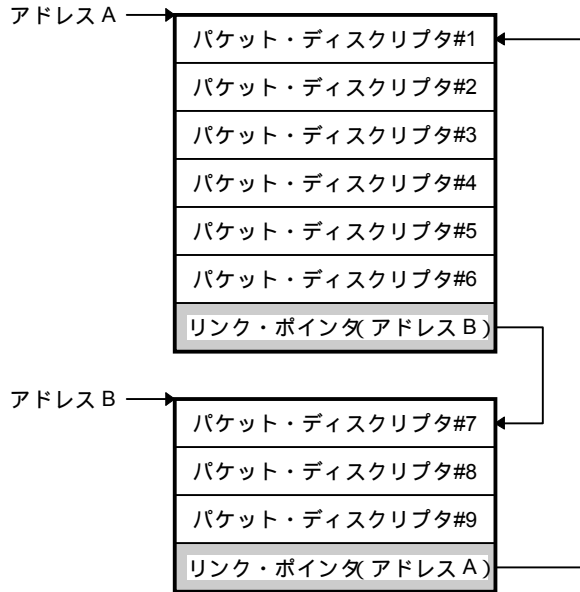 アドレス A
パケット・ディスクリプタ#1
パケット・ディスクリプタ#2
パケット・ディスクリプタ#3
パケット・ディスクリプタ#4
パケット・ディスクリプタ#5
パケット・ディスクリプタ#6
リンク・ポインタ(アドレス B)
アドレス B
パケット・ディスクリプタ#7
パケット・ディスクリプタ#8
パケット・ディスクリプタ#9
リンク・ポインタ(アドレス A)